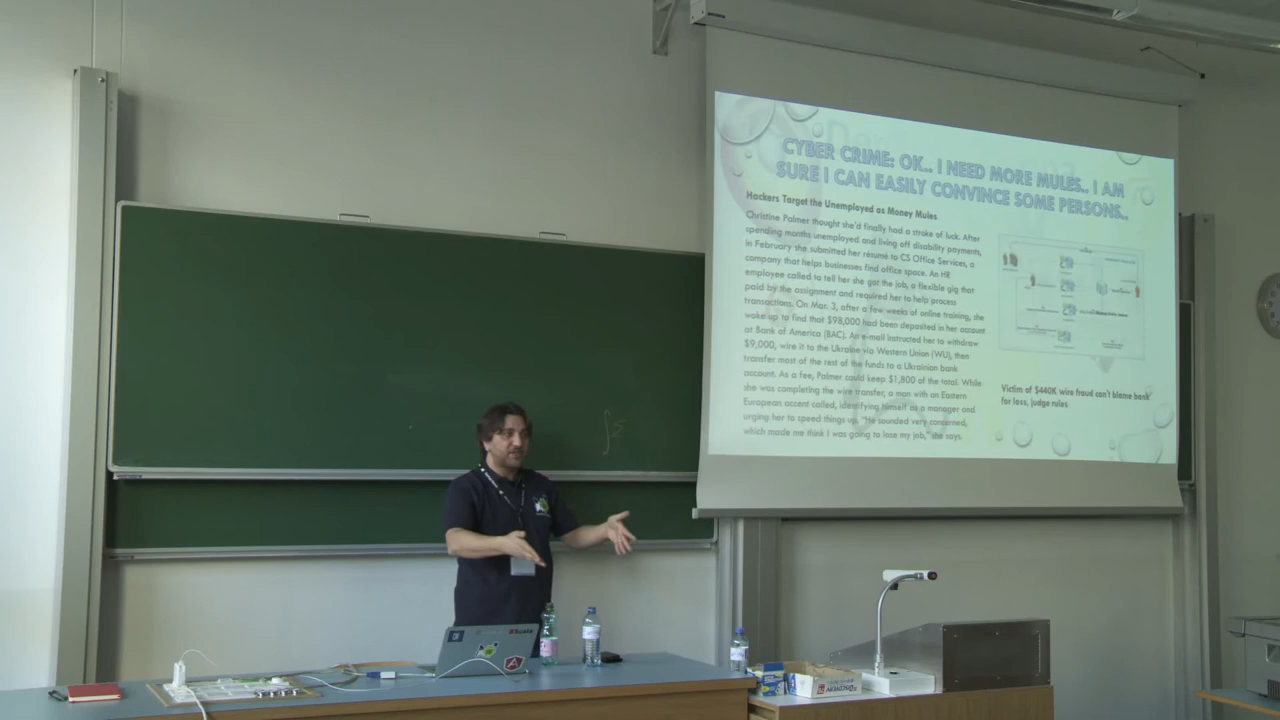 CYBER CRIME: OK.. I NEED MORE MULES.. I AM
SURE I CAN EASILY CONVINCE SOME PERSONS..
Hackers Target the Unemployed as Money Mules
Christine Palmer thought she'd finally had a stroke of luck. After
spending months unemployed and living off disability payments,
in February she submitted her résumé to CS Office Services, a
company that helps businesses find office space. An HR
employee called to tell her she got the job, a flexible gig that
paid by the assignment and required her to help process
transactions. On Mar. 3, after a few weeks of online training, she
woke up to find that $98,000 had been deposited in her account
at Bank of America (BAC). An e-mail instructed her to withdraw
$9,000, wire it to the Ukraine via Western Union (WU), then
transfer most of the rest of the funds to a Ukrainian bank
account. As a fee, Palmer could keep $1,800 of the total. While
she was completing the wire transfer, a man with an Eastern
European accent called, identifying himself as a manager and
urging her to speed things up. "He sounded very concerned,
which made me think I was going to lose my job," she says.
Victim of $440K wire fraud can't blame bank
for loss, judge rules
Scala